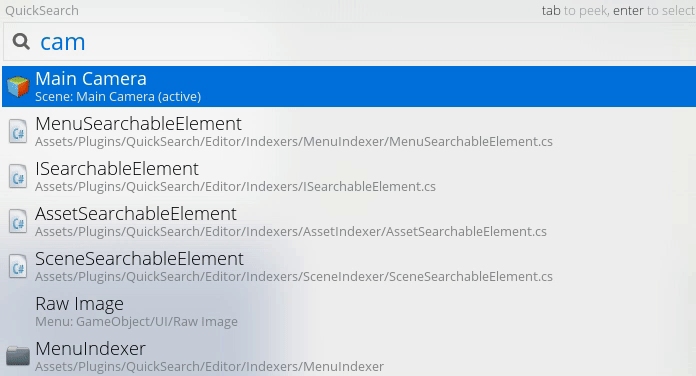 QuickSearch tab to peek, enter to select
cam
Main Camera
Scene: Main Camera (active)
C# MenuSearchableElement
Assets/Plugins/QuickSearch/Editor/Indexers/MenuIndexer/MenuSearchableElement.cs
C# ISearchableElement
Assets/Plugins/QuickSearch/Editor/Indexers/ISearchableElement.cs
C# AssetSearchableElement
Assets/Plugins/QuickSearch/Editor/Indexers/AssetIndexer/AssetSearchableElement.cs
C# SceneSearchableElement
Assets/Plugins/QuickSearch/Editor/Indexers/SceneIndexer/SceneSearchableElement.cs
Raw Image
Menu: GameObject/UI/Raw Image
MenuIndexer
Assets/Plugins/QuickSearch/Editor/Indexers/MenuIndexer